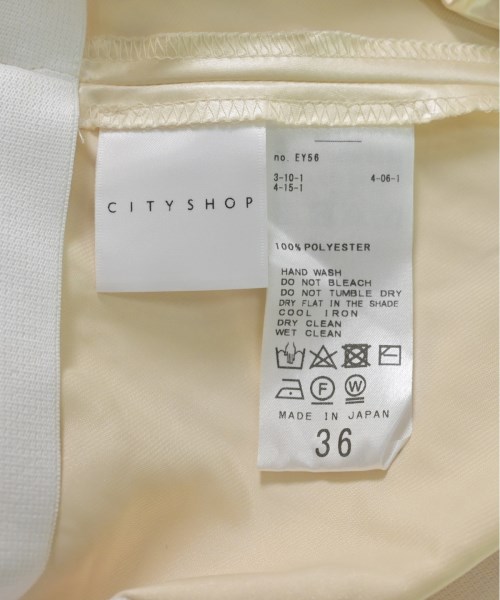 CITYSHOP
no. EY56
3-10-1 4-06-1
4-15-1
100% POLYESTER
HAND WASH
DO NOT BLEACH
DO NOT TUMBLE DRY
DRY FLAT IN THE SHADE
COOL IRON
DRY CLEAN
WET CLEAN
F W
MADE IN JAPAN
36